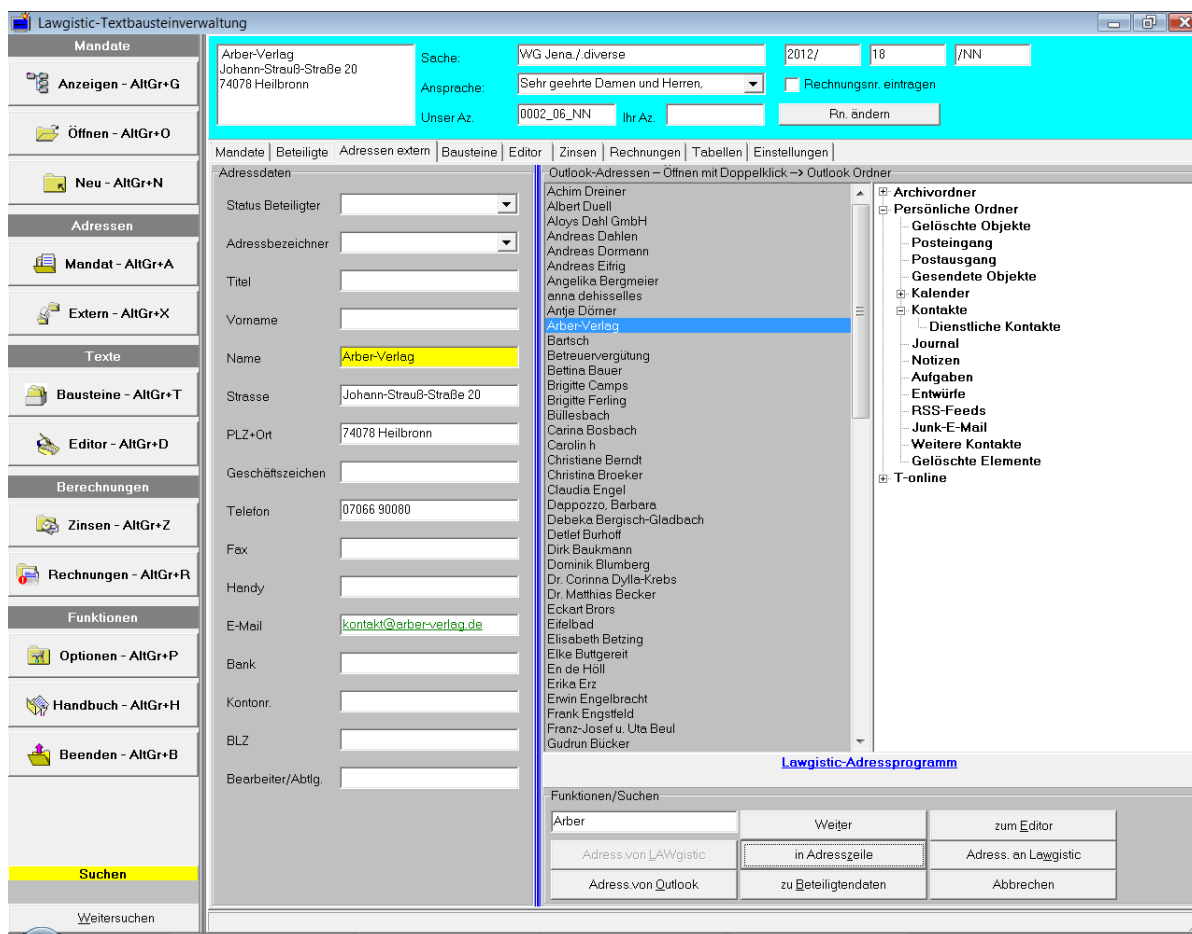 Lawgistic-Textbausteinverwaltung
Mandate
Anzeigen - AltGr+G
Öffnen - AltGr+O
Neu - AltGr+N
Adressen
Mandat - AltGr+A
Extern - AltGr+X
Texte
Bausteine - AltGr+T
Editor - AltGr+D
Berechnungen
Zinsen - AltGr+Z
Rechnungen - AltGr+R
Funktionen
Optionen - AltGr+P
Handbuch - AltGr+H
Beenden - AltGr+B
Suchen
Weitersuchen
Arber-Verlag
Johann-Strauß-Straße 20
74078 Heilbronn
Sache: WG Jena./.diverse 2012/ 18 /NN
Ansprache: Sehr geehrte Damen und Herren, Rechnungsnr. eintragen
Unser Az. 0002_06_NN Ihr Az. Rn. ändern
Mandate Beteiligte Adressen extern Bausteine Editor Zinsen Rechnungen Tabellen Einstellungen
Adressdaten
Status Beteiligter
Adressbezeichner
Titel
Vorname
Name Arber-Verlag
Strasse Johann-Strauß-Straße 20
PLZ+Ort 74078 Heilbronn
Geschäftszeichen
Telefon 07066 90080
Fax
Handy
E-Mail kontakt@arber-verlag.de
Bank
Kontonr.
BLZ
Bearbeiter/Abtlg.
Outlook-Adressen – Öffnen mit Doppelklick –> Outlook Ordner
Achim Dreiner
Albert Duell
Aloys Dahl GmbH
Andreas Dahlen
Andreas Dormann
Andreas Eifrig
Angelika Bergmeier
anna dehisselles
Antje Dörner
Arber-Verlag
Bartsch
Betreuervergütung
Bettina Bauer
Brigitte Camps
Brigitte Ferling
Büllesbach
Carina Bosbach
Carolin h
Christiane Berndt
Christina Broeker
Claudia Engel
Dappozzo, Barbara
Debeka Bergisch-Gladbach
Detlef Burhoff
Dirk Baukmann
Dominik Blumberg
Dr. Corinna Dylla-Krebs
Dr. Matthias Becker
Eckart Brors
Eifelbad
Elisabeth Betzing
Elke Buttgereit
En de Höll
Erika Erz
Erwin Engelbracht
Frank Engstfeld
Franz-Josef u. Uta Beul
Gudrun Bücker
Archivordner
Persönliche Ordner
Gelöschte Objekte
Posteingang
Postausgang
Gesendete Objekte
Kalender
Kontakte
Dienstliche Kontakte
Journal
Notizen
Aufgaben
Entwürfe
RSS-Feeds
Junk-E-Mail
Weitere Kontakte
Gelöschte Elemente
T-online
Lawgistic-Adressprogramm
Funktionen/Suchen
Arber Weiter zum Editor
Adress.von LAWgistic in Adresszeile Adress. an Lawgistic
Adress.von Outlook zu Beteiligtendaten Abbrechen